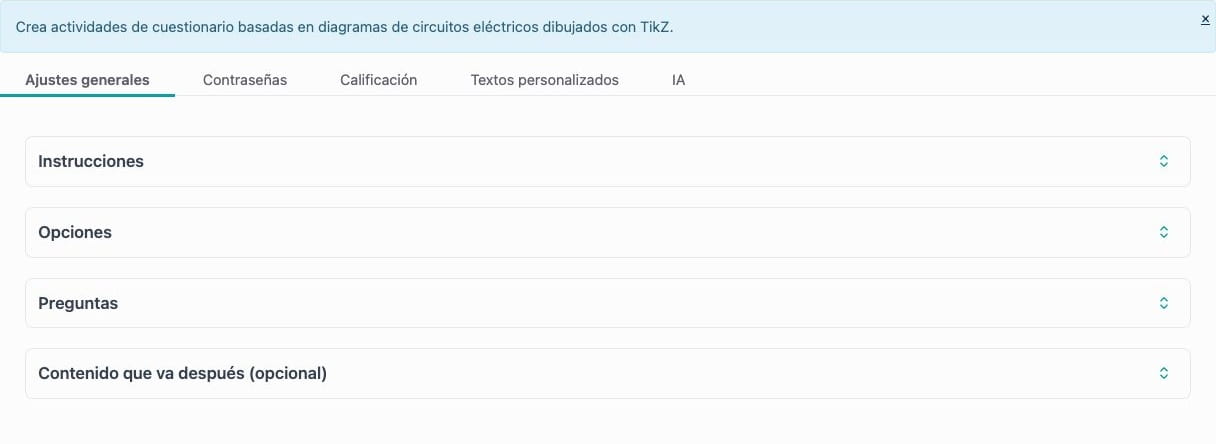 Crea actividades de cuestionario basadas en diagramas de circuitos eléctricos dibujados con TikZ.
x
Ajustes generales
Contraseñas
Calificación
Textos personalizados
IA
Instrucciones
Opciones
Preguntas
Contenido que va después (opcional)